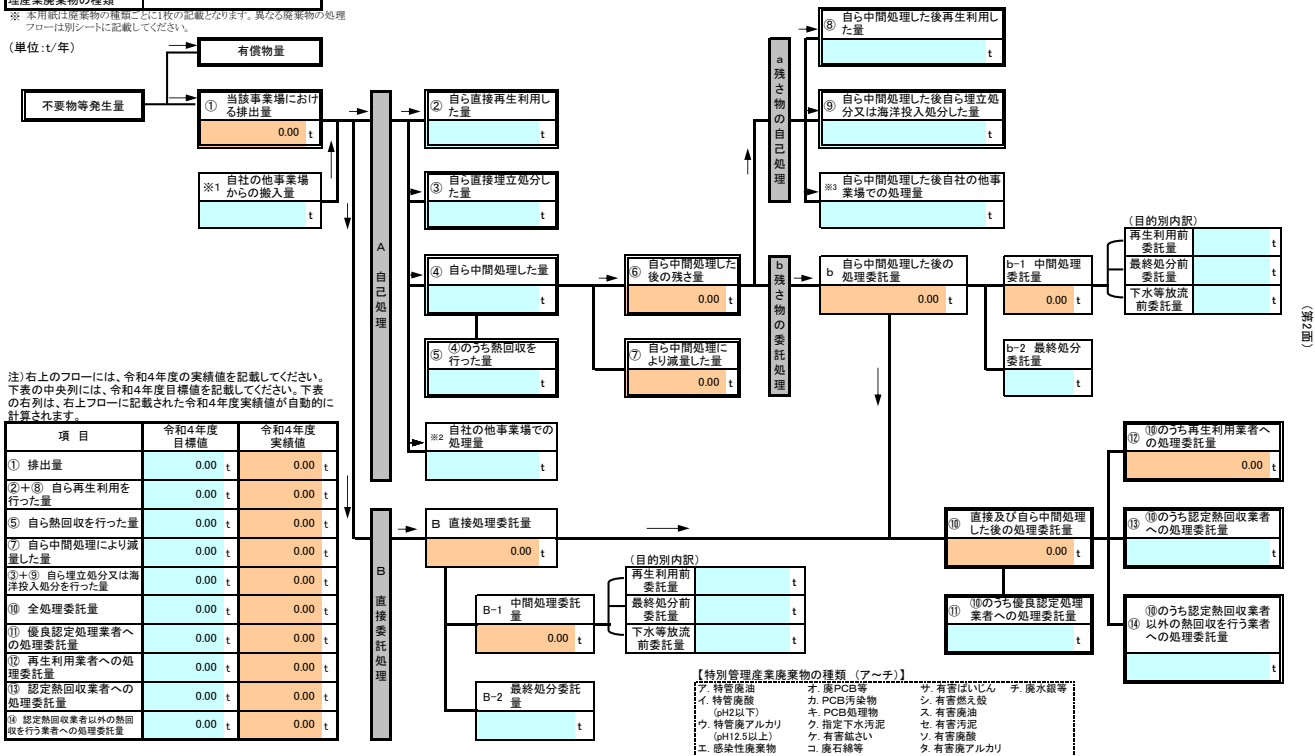 理産業廃棄物の種類
※ 本用紙は廃棄物の種類ごとに1枚の記載となります。異なる廃棄物の処理
フローは別シートに記載してください。
(単位:t/年)
不要物等発生量
有償物量
① 当該事業場におけ
る排出量
0.00 t
※1 自社の他事業場
からの搬入量
t
A 自己処理
② 自ら直接再生利用し
た量
t
③ 自ら直接埋立処分し
た量
t
④ 自ら中間処理した量
t
⑤ ④のうち熱回収を
行った量
t
※2 自社の他事業場での
処理量
t
⑥ 自ら中間処理した
後の残さ量
0.00 t
⑦ 自ら中間処理に
より減量した量
0.00 t
a 残さ物の自己処理
⑧ 自ら中間処理した後再生利用し
た量
t
⑨ 自ら中間処理した後自ら埋立処
分又は海洋投入処分した量
t
※3 自ら中間処理した後自社の他事
業場での処理量
t
b 残さ物の委託処理
b 自ら中間処理した後の
処理委託量
0.00 t
b-1 中間処理
委託量
0.00 t
b-2 最終処分
委託量
t
(目的別内訳)
再生利用前
委託量
t
最終処分前
委託量
t
下水等放流
前委託量
t
(第2面)
注)右上のフローには、令和4年度の実績値を記載してください。
下表の中央列には、令和4年度目標値を記載してください。下表
の右列は、右上フローに記載された令和4年度実績値が自動的に
計算されます。
項 目 令和4年度
目標値 令和4年度
実績値
① 排出量 0.00 t 0.00 t
②+⑧ 自ら再生利用を
行った量 0.00 t 0.00 t
⑤ 自ら熱回収を行った量 0.00 t 0.00 t
⑦ 自ら中間処理により減
量した量 0.00 t 0.00 t
③+⑨ 自ら埋立処分又は海
洋投入処分を行った量 0.00 t 0.00 t
⑩ 全処理委託量 0.00 t 0.00 t
⑪ 優良認定処理業者へ
の処理委託量 0.00 t 0.00 t
⑫ 再生利用業者への処
理委託量 0.00 t 0.00 t
⑬ 認定熱回収業者への
処理委託量 0.00 t 0.00 t
⑭ 認定熱回収業者以外の熱回
収を行う業者への処理委託量 0.00 t 0.00 t
B 直接委託処理
B 直接処理委託量
0.00 t
B-1 中間処理委託
量
0.00 t
B-2 最終処分委託
量
t
(目的別内訳)
再生利用前
委託量
t
最終処分前
委託量
t
下水等放流
前委託量
t
⑩ 直接及び自ら中間処理
した後の処理委託量
0.00 t
⑪ ⑩のうち優良認定処理
業者への処理委託量
t
⑫ ⑩のうち再生利用業者へ
の処理委託量
0.00 t
⑬ ⑩のうち認定熱回収業者
への処理委託量
t
⑭ ⑩のうち認定熱回収業者
以外の熱回収を行う業者
への処理委託量
t
【特別管理産業廃棄物の種類 (ア~チ)】
ア. 特管廃油 オ. 廃PCB等 サ. 有害ばいじん チ. 廃水銀等
イ. 特管廃酸 カ. PCB汚染物 シ. 有害燃え殻
(pH2以下) キ. PCB処理物 ス. 有害廃油
ウ. 特管廃アルカリ ク. 指定下水汚泥 セ. 有害汚泥
(pH12.5以上) ケ. 有害鉱さい ソ. 有害廃酸
エ. 感染性廃棄物 コ. 廃石綿等 タ. 有害廃アルカリ